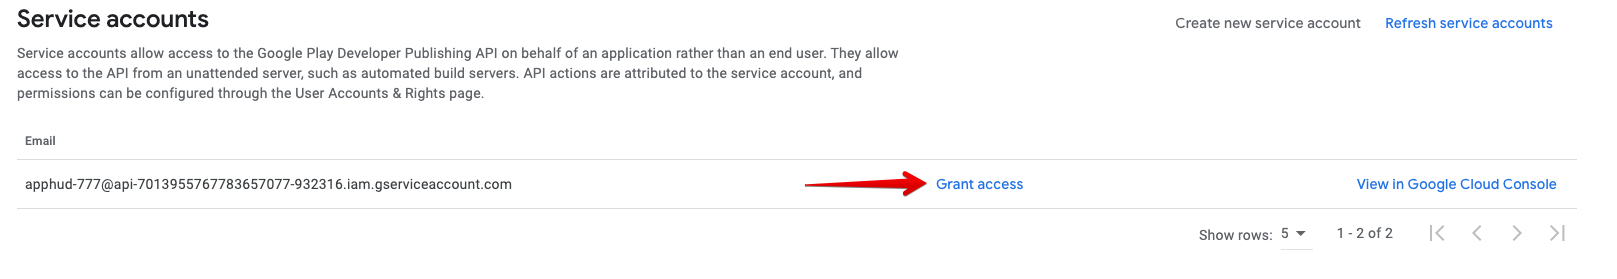 Service accounts
Create new service account
Refresh service accounts
Service accounts allow access to the Google Play Developer Publishing API on behalf of an application rather than an end user. They allow
access to the API from an unattended server, such as automated build servers. API actions are attributed to the service account, and
permissions can be configured through the User Accounts & Rights page.
Email
apphud-777@api-7013955767783657077-932316.iam.gserviceaccount.com
Grant access
View in Google Cloud Console
Show rows: 5
1 - 2 of 2